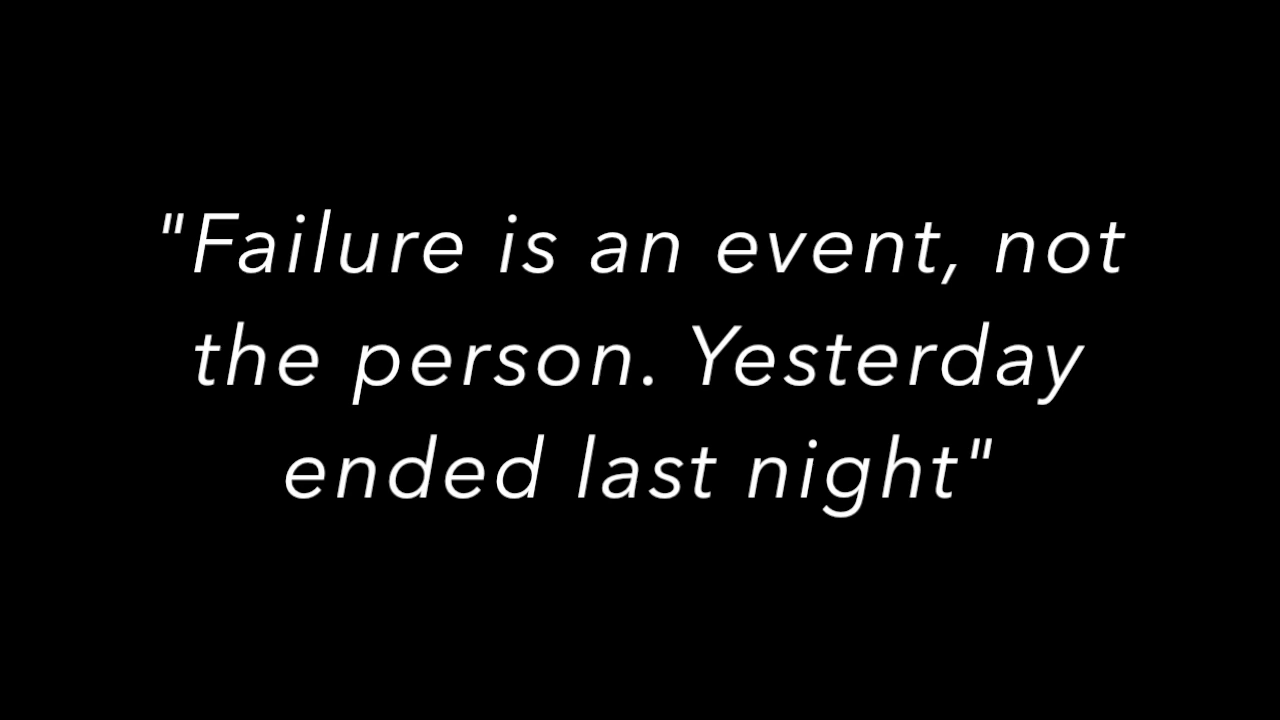 "Failure is an event, not
the person. Yesterday
ended last night"